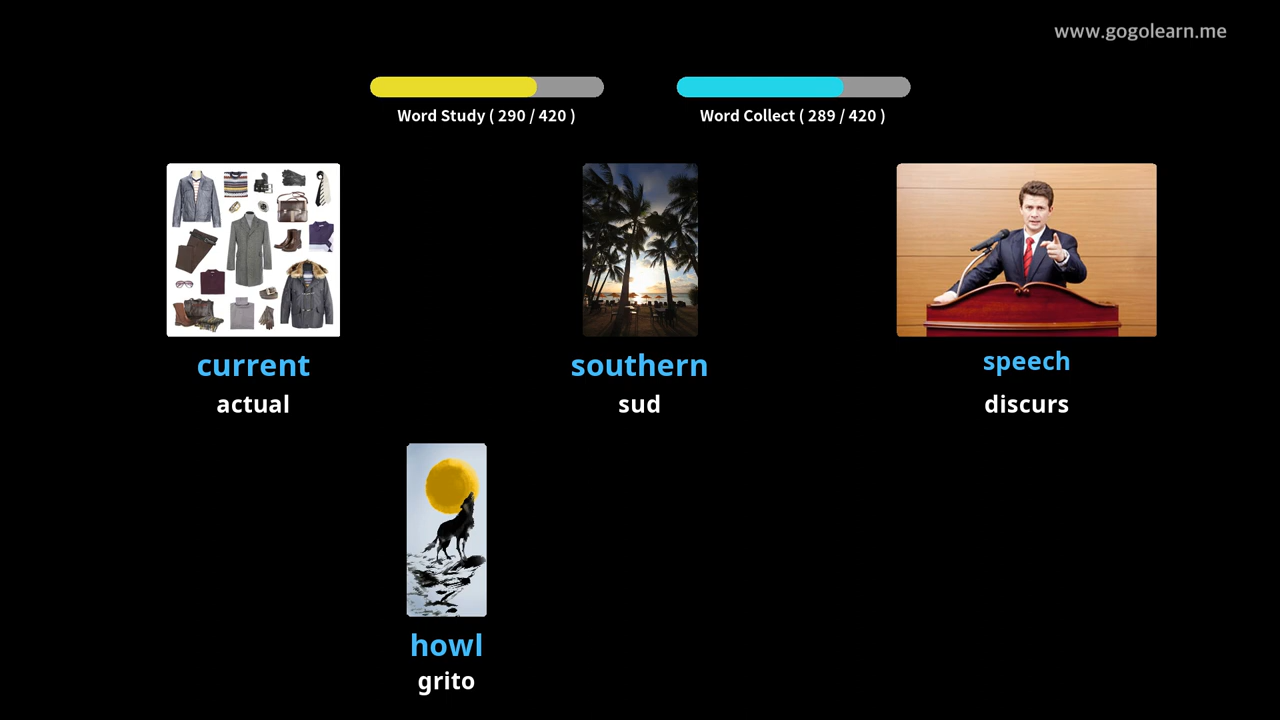 www.gogolearn.me
Word Study ( 290 / 420 )
Word Collect ( 289 / 420 )
current
actual
southern
sud
speech
discurs
howl
grito